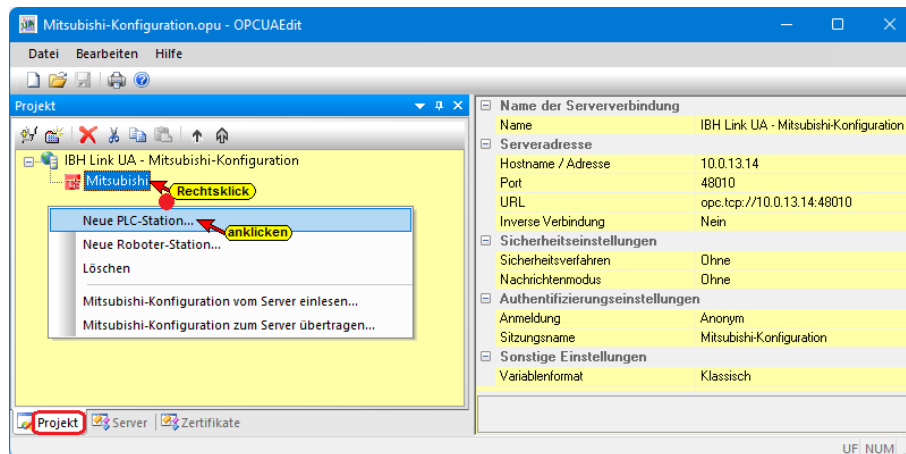 Mitsubishi-Konfiguration.opu - OPCUAEdit
Datei Bearbeiten Hilfe
Projekt
IBH Link UA - Mitsubishi-Konfiguration
Mitsubishi
Rechtsklick
Neue PLC-Station...
anklicken
Neue Roboter-Station...
Löschen
Mitsubishi-Konfiguration vom Server einlesen...
Mitsubishi-Konfiguration zum Server übertragen...
Projekt Server Zertifikate
Name der Serververbindung
Name IBH Link UA - Mitsubishi-Konfiguration
Serveradresse
Hostname / Adresse 10.0.13.14
Port 48010
URL opc.tcp://10.0.13.14:48010
Inverse Verbindung Nein
Sicherheitseinstellungen
Sicherheitsverfahren Ohne
Nachrichtenmodus Ohne
Authentifizierungseinstellungen
Anmeldung Anonym
Sitzungsname Mitsubishi-Konfiguration
Sonstige Einstellungen
Variablenformat Klassisch
UF NUM